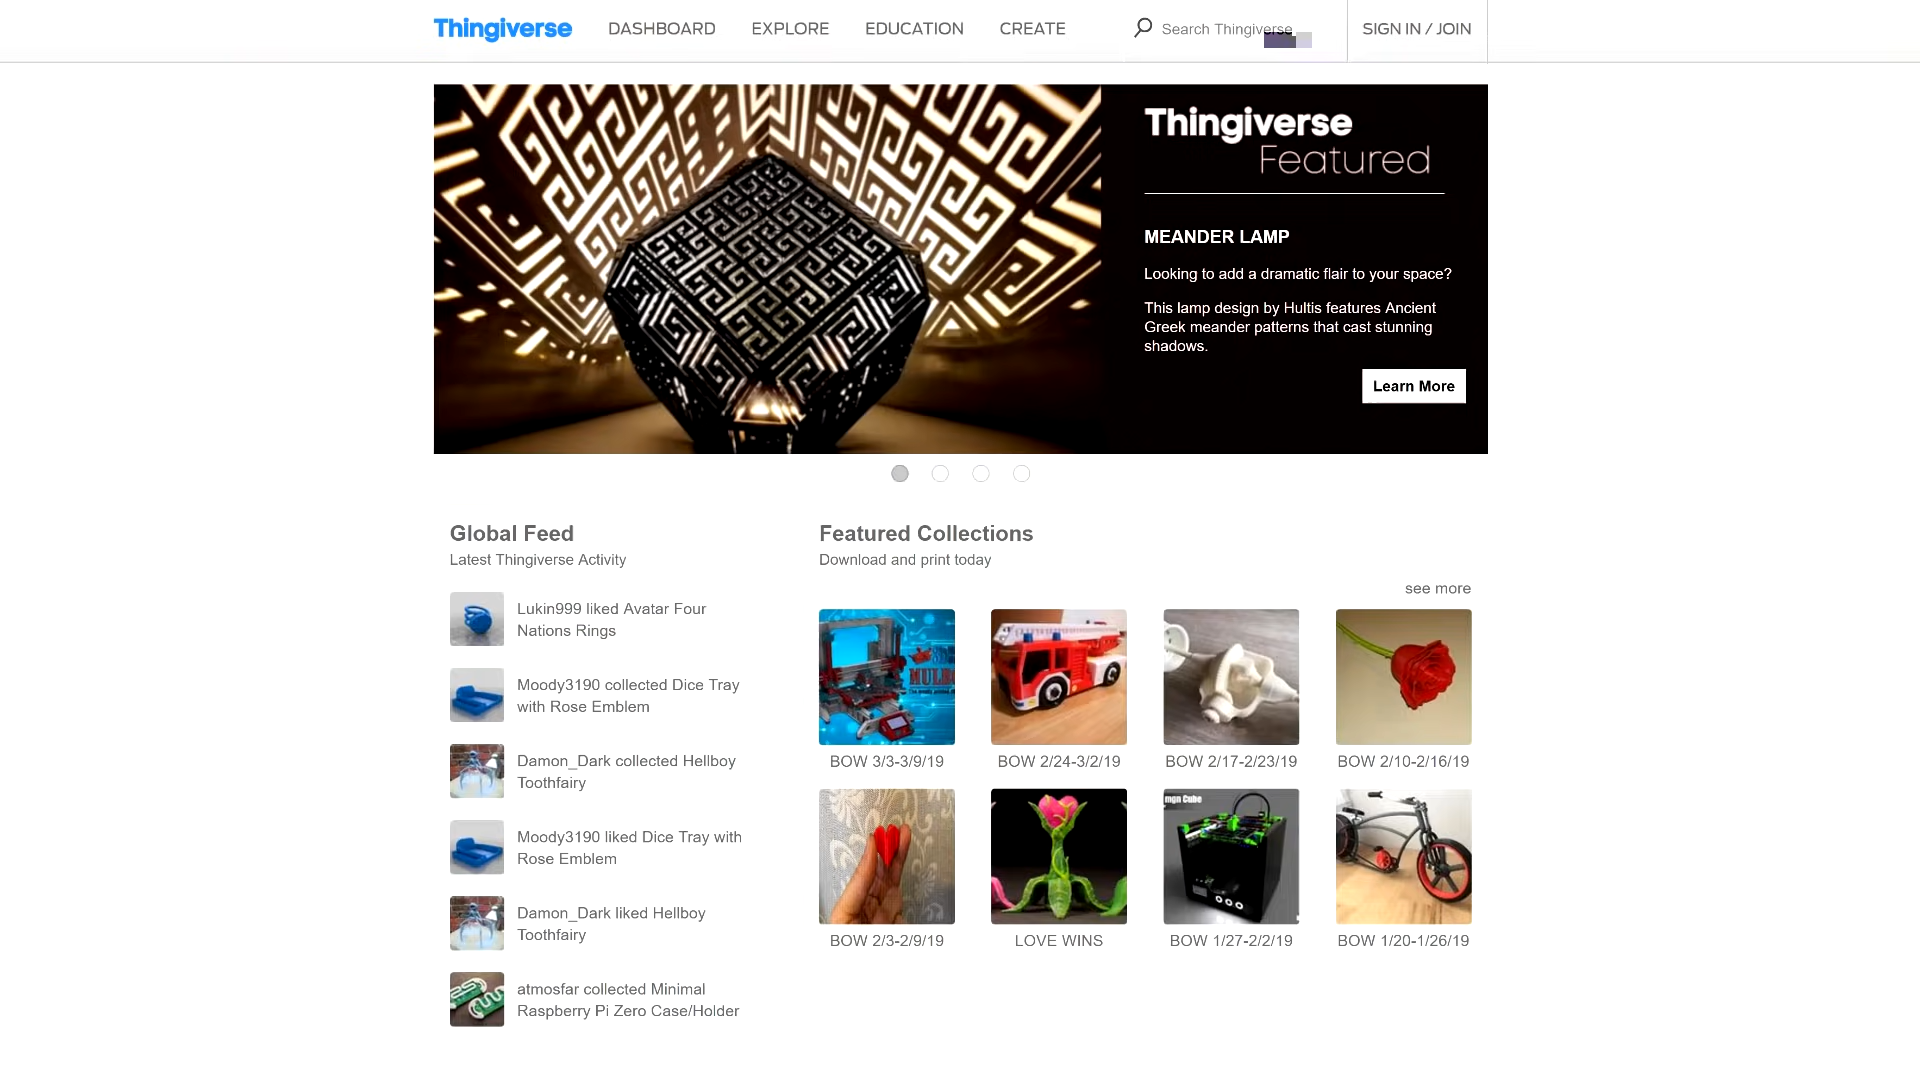 Thingiverse
DASHBOARD
EXPLORE
EDUCATION
CREATE
Search Thingiverse
SIGN IN / JOIN
Thingiverse
Featured
MEANDER LAMP
Looking to add a dramatic flair to your space?
This lamp design by Hultis features Ancient
Greek meander patterns that cast stunning
shadows.
Learn More
Global Feed
Latest Thingiverse Activity
Lukin999 liked Avatar Four
Nations Rings
Moody3190 collected Dice Tray
with Rose Emblem
Damon_Dark collected Hellboy
Toothfairy
Moody3190 liked Dice Tray with
Rose Emblem
Damon_Dark liked Hellboy
Toothfairy
atmosfar collected Minimal
Raspberry Pi Zero Case/Holder
Featured Collections
Download and print today
see more
BOW 3/3-3/9/19
BOW 2/24-3/2/19
BOW 2/17-2/23/19
BOW 2/10-2/16/19
mgn Cube
BOW 2/3-2/9/19
LOVE WINS
BOW 1/27-2/2/19
BOW 1/20-1/26/19